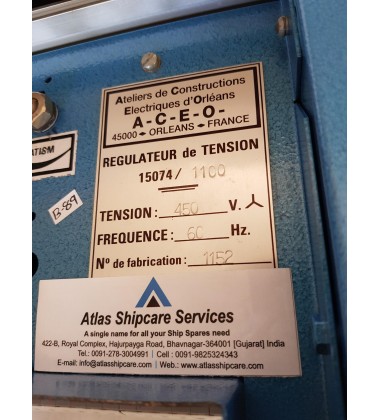 Ateliers de Constructions
Electriques d'Orléans
A-C-E-O-
45000 ORLEANS FRANCE
REGULATEUR de TENSION
15074/ 1100
TENSION: 450 V.
FREQUENCE: 60 Hz.
Nº de fabrication: 1152
B-89
Atlas Shipcare Services
A single name for all your Ship Spares need
422-B, Royal Complex, Hajurpayga Road, Bhavnagar-364001 [Gujarat] India
Tel.: 0091-278-3004991 | Cell : 0091-9825324343
E-mail: info@atlasshipcare.com | Web.: www.atlasshipcare.com